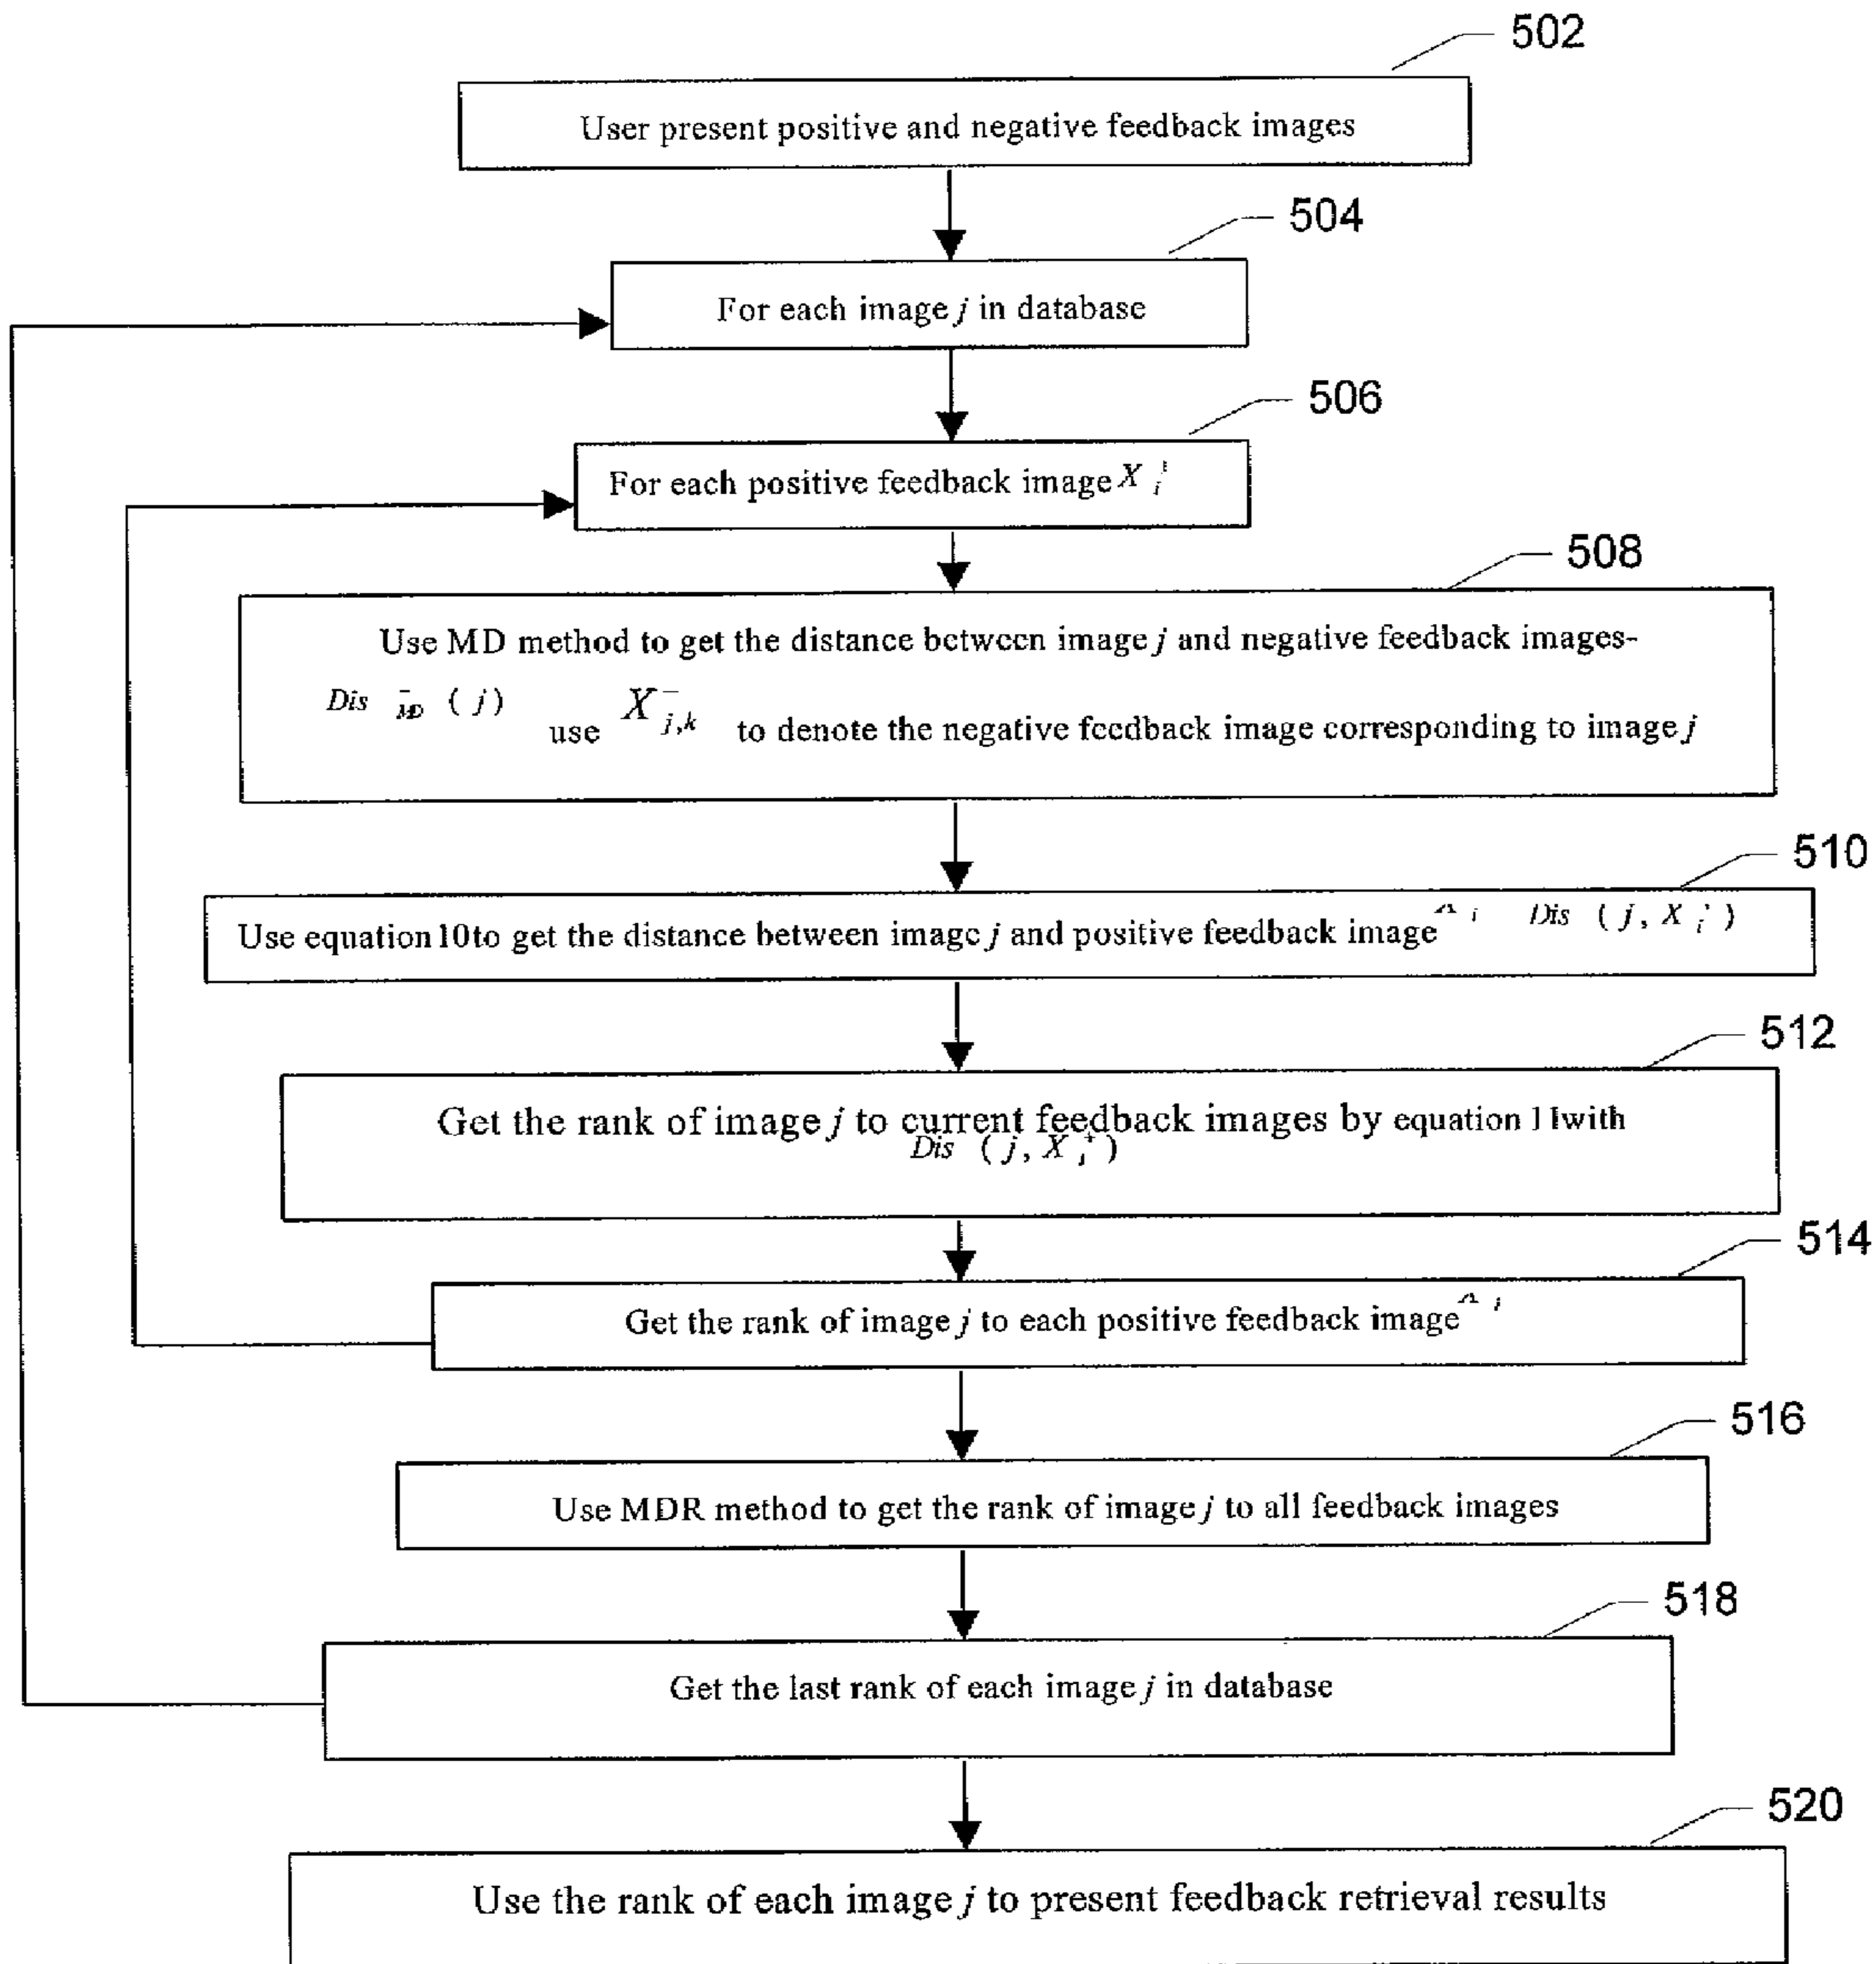 502
User present positive and negative feedback images
504
For each image j in database
506
For each positive feedback image X i
508
Use MD method to get the distance between image j and negative feedback images-
Dis ‾MD ( j )
use X‾j,k to denote the negative feedback image corresponding to image j
510
Use equation10to get the distance between image j and positive feedback image Dis ( j, X i )
512
Get the rank of image j to current feedback images by equation 11with
Dis ( j, X i + )
514
Get the rank of image j to each positive feedback image
516
Use MDR method to get the rank of image j to all feedback images
518
Get the last rank of each image j in database
520
Use the rank of each image j to present feedback retrieval results